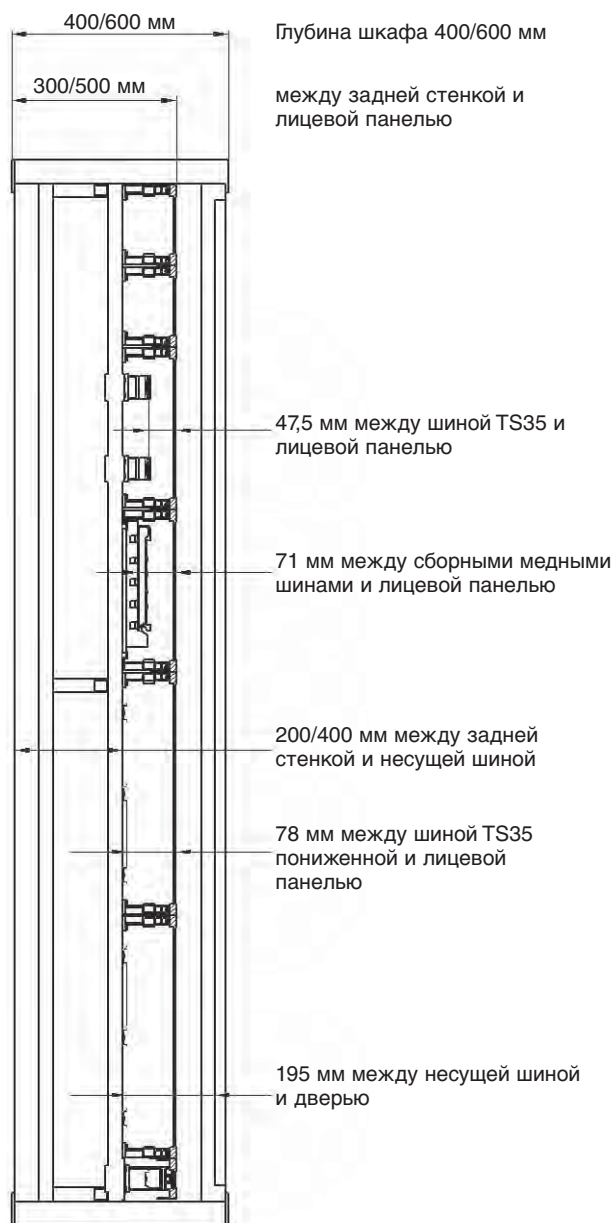 400/600 мм
Глубина шкафа 400/600 мм
300/500 мм
между задней стенкой и
лицевой панелью
47,5 мм между шиной TS35 и
лицевой панелью
71 мм между сборными медными
шинами и лицевой панелью
200/400 мм между задней
стенкой и несущей шиной
78 мм между шиной TS35
пониженной и лицевой
панелью
195 мм между несущей шиной
и дверью